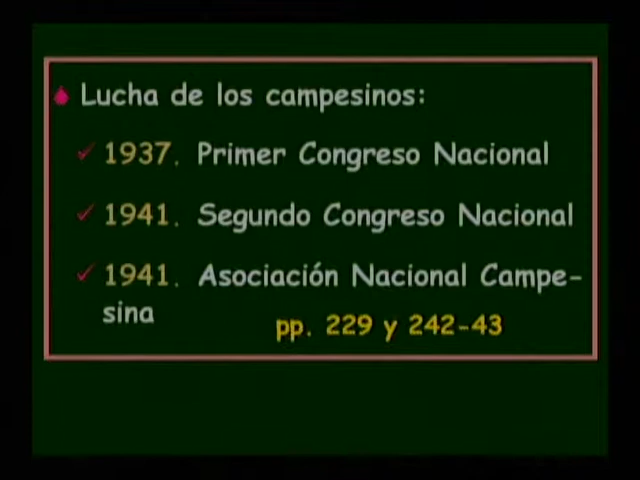 Lucha de los campesinos:
1937. Primer Congreso Nacional
1941. Segundo Congreso Nacional
1941. Asociación Nacional Campe-
sina
pp. 229 y 242-43